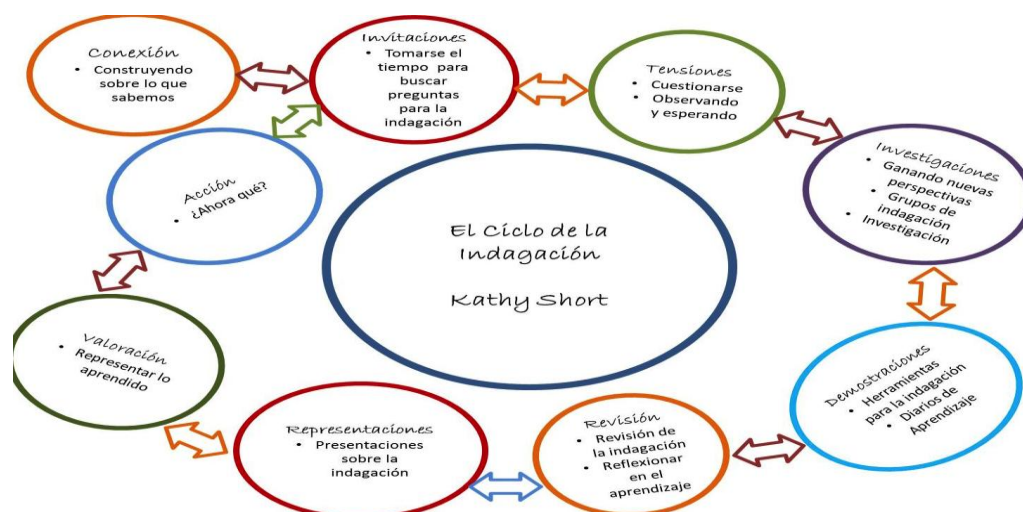 El Ciclo de la
Indagación
Kathy Short
Conexión
• Construyendo
sobre lo que
sabemos
Invitaciones
• Tomarse el
tiempo para
buscar
preguntas
para la
indagación
Tensiones
• Cuestionarse
• Observando
y esperando
Investigaciones
• Ganando nuevas
perspectivas
• Grupos de
indagación
• Investigación
Demostraciones
• Herramientas
para la indagación
• Diarios de
Aprendizaje
Revisión
• Revisión de
la indagación
• Reflexionar
en el
aprendizaje
Representaciones
• Presentaciones
sobre la
indagación
Valoración
• Representar lo
aprendido
Acción
• ¿Ahora qué?